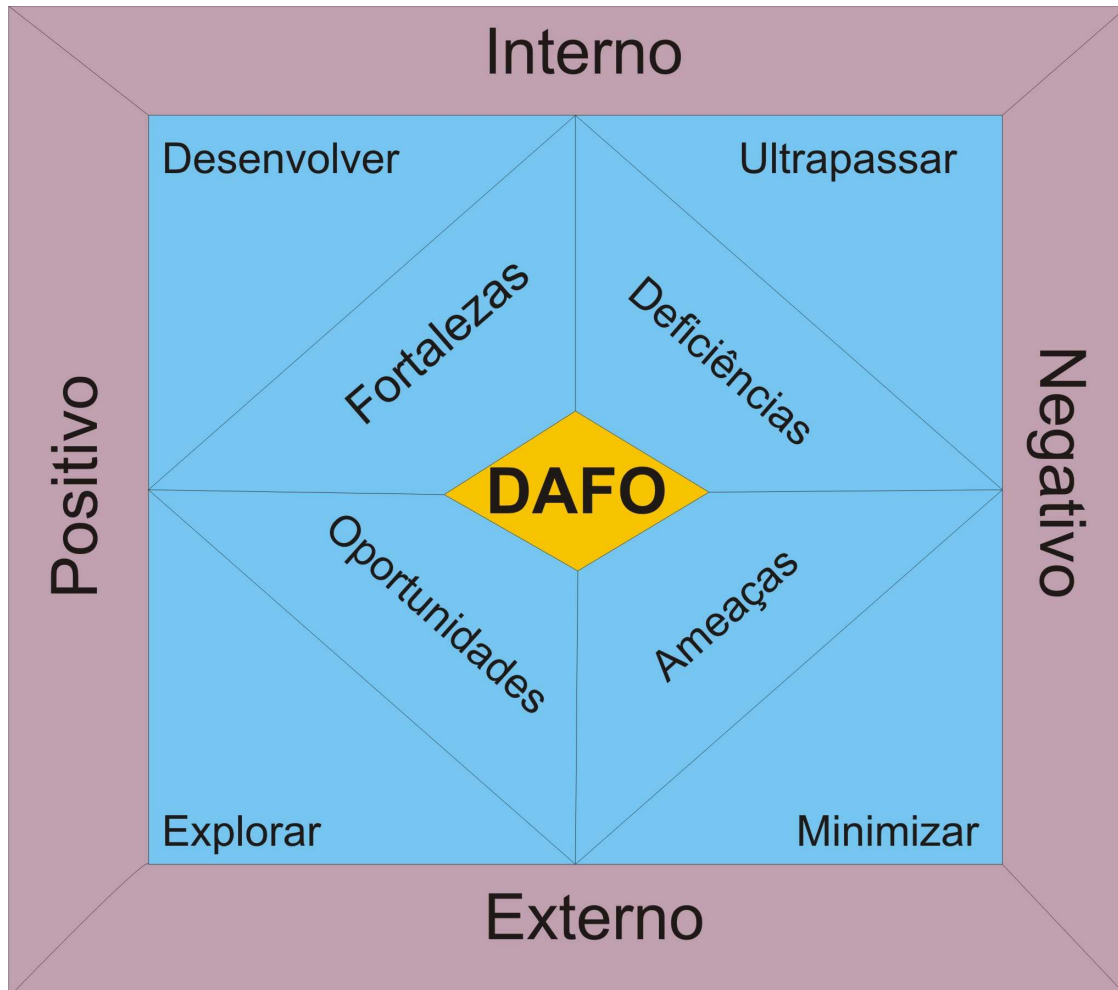 Interno
Desenvolver
Ultrapassar
Fortalezas
Deficiências
Positivo
DAFO
Negativo
Oportunidades
Ameaças
Explorar
Minimizar
Externo